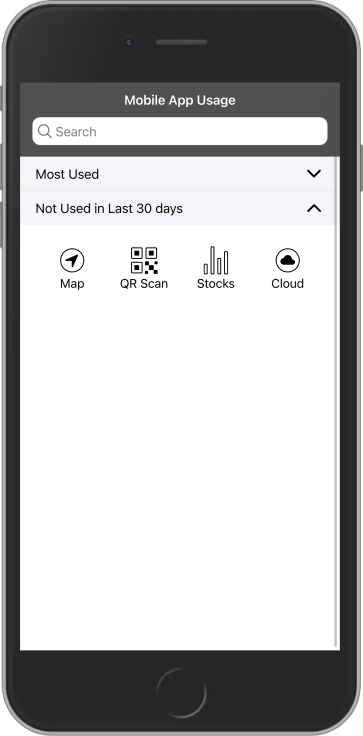 Mobile App Usage
Search
Most Used
Not Used in Last 30 days
Map QR Scan Stocks Cloud